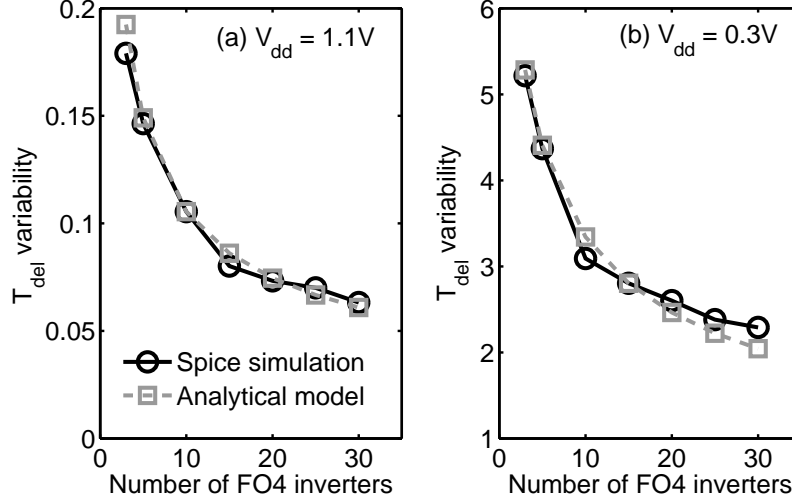 (a) V_dd = 1.1V
0.2
0.15
0.1
0.05
0
T_del variability
Spice simulation
Analytical model
0 10 20 30
Number of FO4 inverters
(b) V_dd = 0.3V
6
5
4
3
2
1
T_del variability
0 10 20 30
Number of FO4 inverters